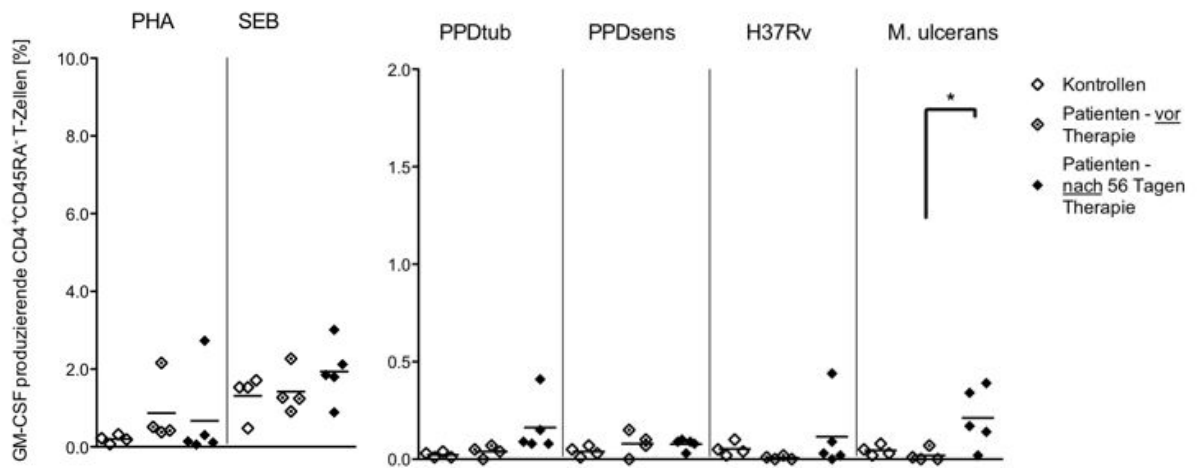 PHA SEB PPDtub PPDsens H37Rv M. ulcerans
GM-CSF produzierende CD4⁺CD45RA⁻ T-Zellen [%]
10.0
8.0
6.0
4.0
2.0
0.0
2.0
1.5
1.0
0.5
0.0
*
Kontrollen
Patienten - vor
Therapie
Patienten -
nach 56 Tagen
Therapie